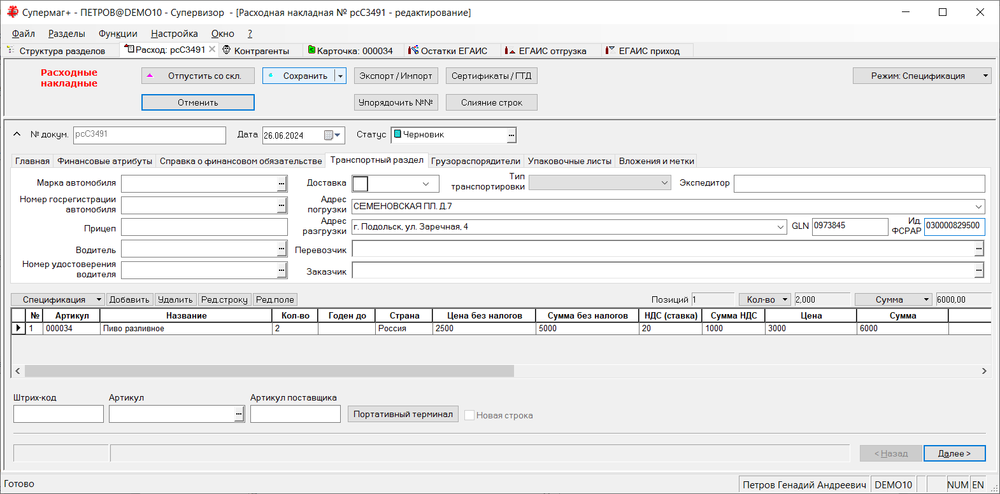 Супермаг+ - ПЕТРОВ@DEMO10 - Супервизор - [Расходная накладная № рсС3491 - редактирование]
Файл Разделы Функции Настройка Окно ?
Структура разделов Расход: рсС3491 Контрагенты Карточка: 000034 Остатки ЕГАИС ЕГАИС отгрузка ЕГАИС приход
Расходные накладные
Отпустить со скл. Сохранить Экспорт / Импорт Сертификаты / ГТД Режим: Спецификация
Отменить Упорядочить №№ Слияние строк
№ докум. рсС3491 Дата 26.06.2024 Статус Черновик ...
Главная Финансовые атрибуты Справка о финансовом обязательстве Транспортный раздел Грузораспорядители Упаковочные листы Вложения и метки
Марка автомобиля ... Доставка Тип транспортировки Экспедитор
Номер госрегистрации автомобиля ... Адрес погрузки СЕМЕНОВСКАЯ ПЛ. Д.7
Прицеп Адрес разгрузки г. Подольск, ул. Заречная, 4 GLN 0973845 Ид. ФСРАР 030000829500
Водитель ... Перевозчик ...
Номер удостоверения водителя ... Заказчик ...
Спецификация Добавить Удалить Ред.строку Ред.поле Позиций 1 Кол-во 2,000 Сумма 6000,00
№ Артикул Название Кол-во Годен до Страна Цена без налогов Сумма без налогов НДС (ставка) Сумма НДС Цена Сумма
1 000034 Пиво разливное 2 Россия 2500 5000 20 1000 3000 6000
Штрих-код Артикул Артикул поставщика
... Портативный терминал Новая строка
< Назад Далее >
Готово Петров Генадий Андреевич DEMO10 NUM EN